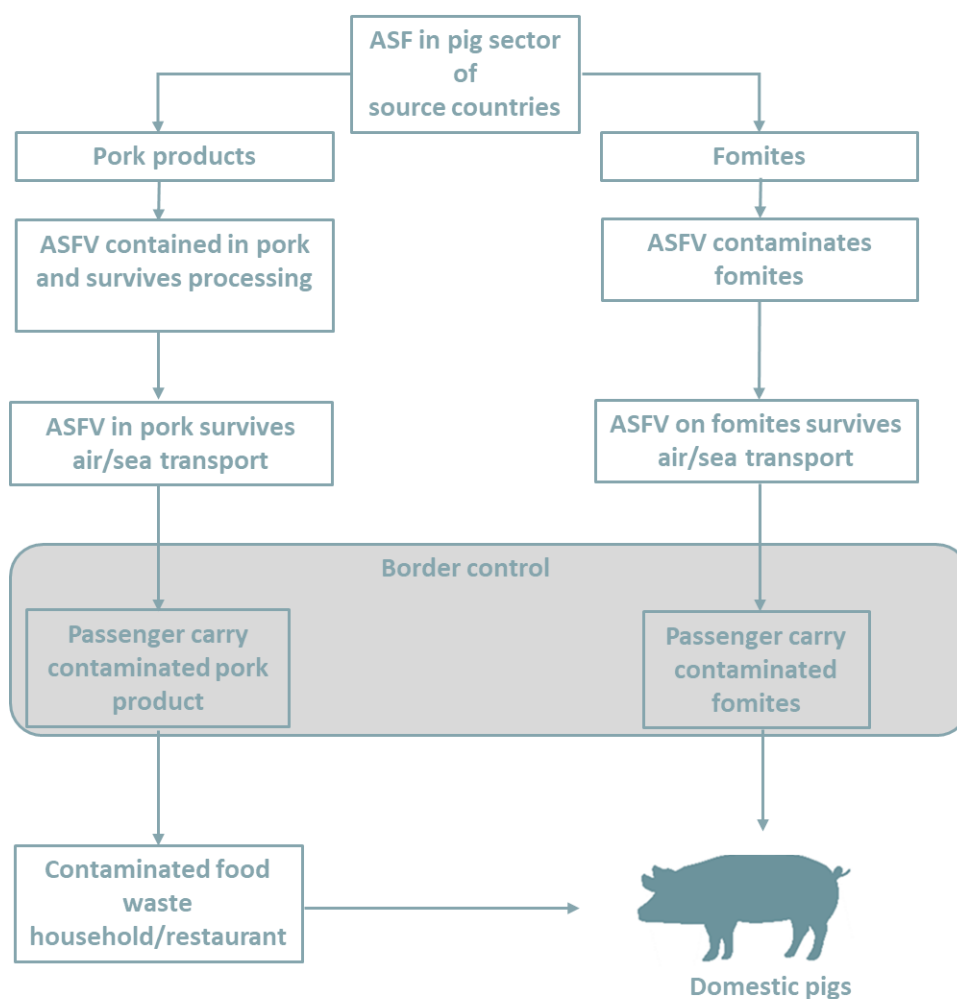 ASF in pig sector
of
source countries
Pork products
Fomites
ASFV contained in pork
and survives processing
ASFV contaminates
fomites
ASFV in pork survives
air/sea transport
ASFV on fomites survives
air/sea transport
Border control
Passenger carry
contaminated pork
product
Passenger carry
contaminated
fomites
Contaminated food
waste
household/restaurant
Domestic pigs